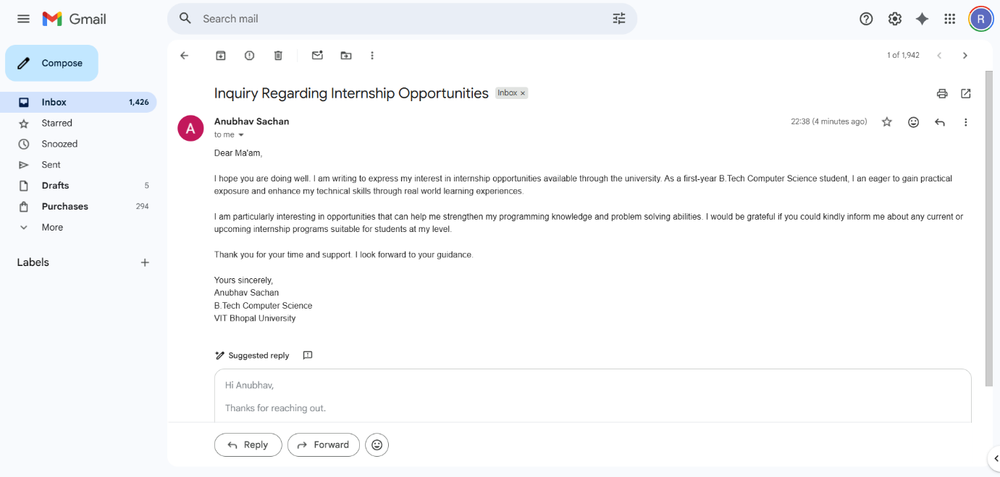 Gmail
Search mail
R
Compose
1 of 1,942
Inbox 1,426
Starred
Snoozed
Sent
Drafts 5
Purchases 294
More
Labels
Inquiry Regarding Internship Opportunities Inbox ×
A
Anubhav Sachan 22:38 (4 minutes ago)
to me
Dear Ma'am,
I hope you are doing well. I am writing to express my interest in internship opportunities available through the university. As a first-year B.Tech Computer Science student, I an eager to gain practical
exposure and enhance my technical skills through real world learning experiences.
I am particularly interesting in opportunities that can help me strengthen my programming knowledge and problem solving abilities. I would be grateful if you could kindly inform me about any current or
upcoming internship programs suitable for students at my level.
Thank you for your time and support. I look forward to your guidance.
Yours sincerely,
Anubhav Sachan
B.Tech Computer Science
VIT Bhopal University
Suggested reply
Hi Anubhav,
Thanks for reaching out.
Reply Forward